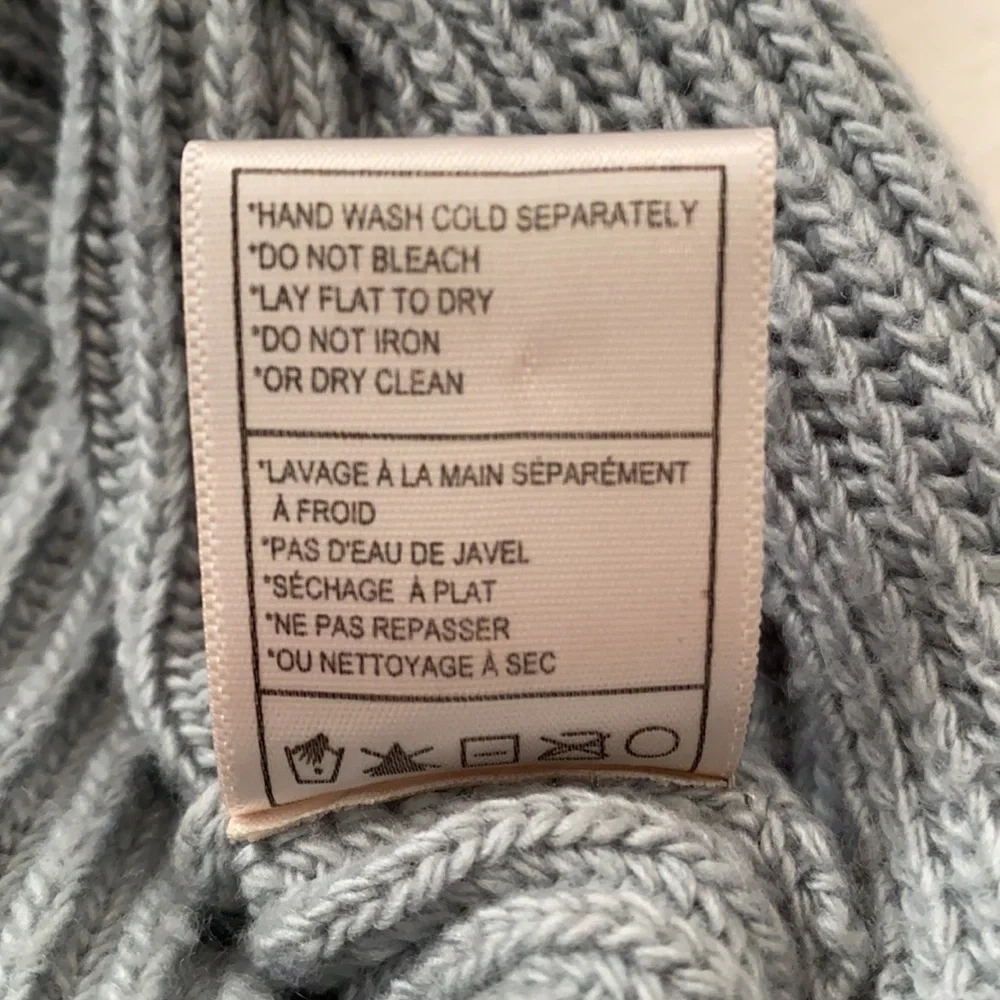 *HAND WASH COLD SEPARATELY
*DO NOT BLEACH
*LAY FLAT TO DRY
*DO NOT IRON
*OR DRY CLEAN
*LAVAGE À LA MAIN SÉPARÉMENT
À FROID
*PAS D'EAU DE JAVEL
*SÉCHAGE À PLAT
*NE PAS REPASSER
*OU NETTOYAGE À SEC